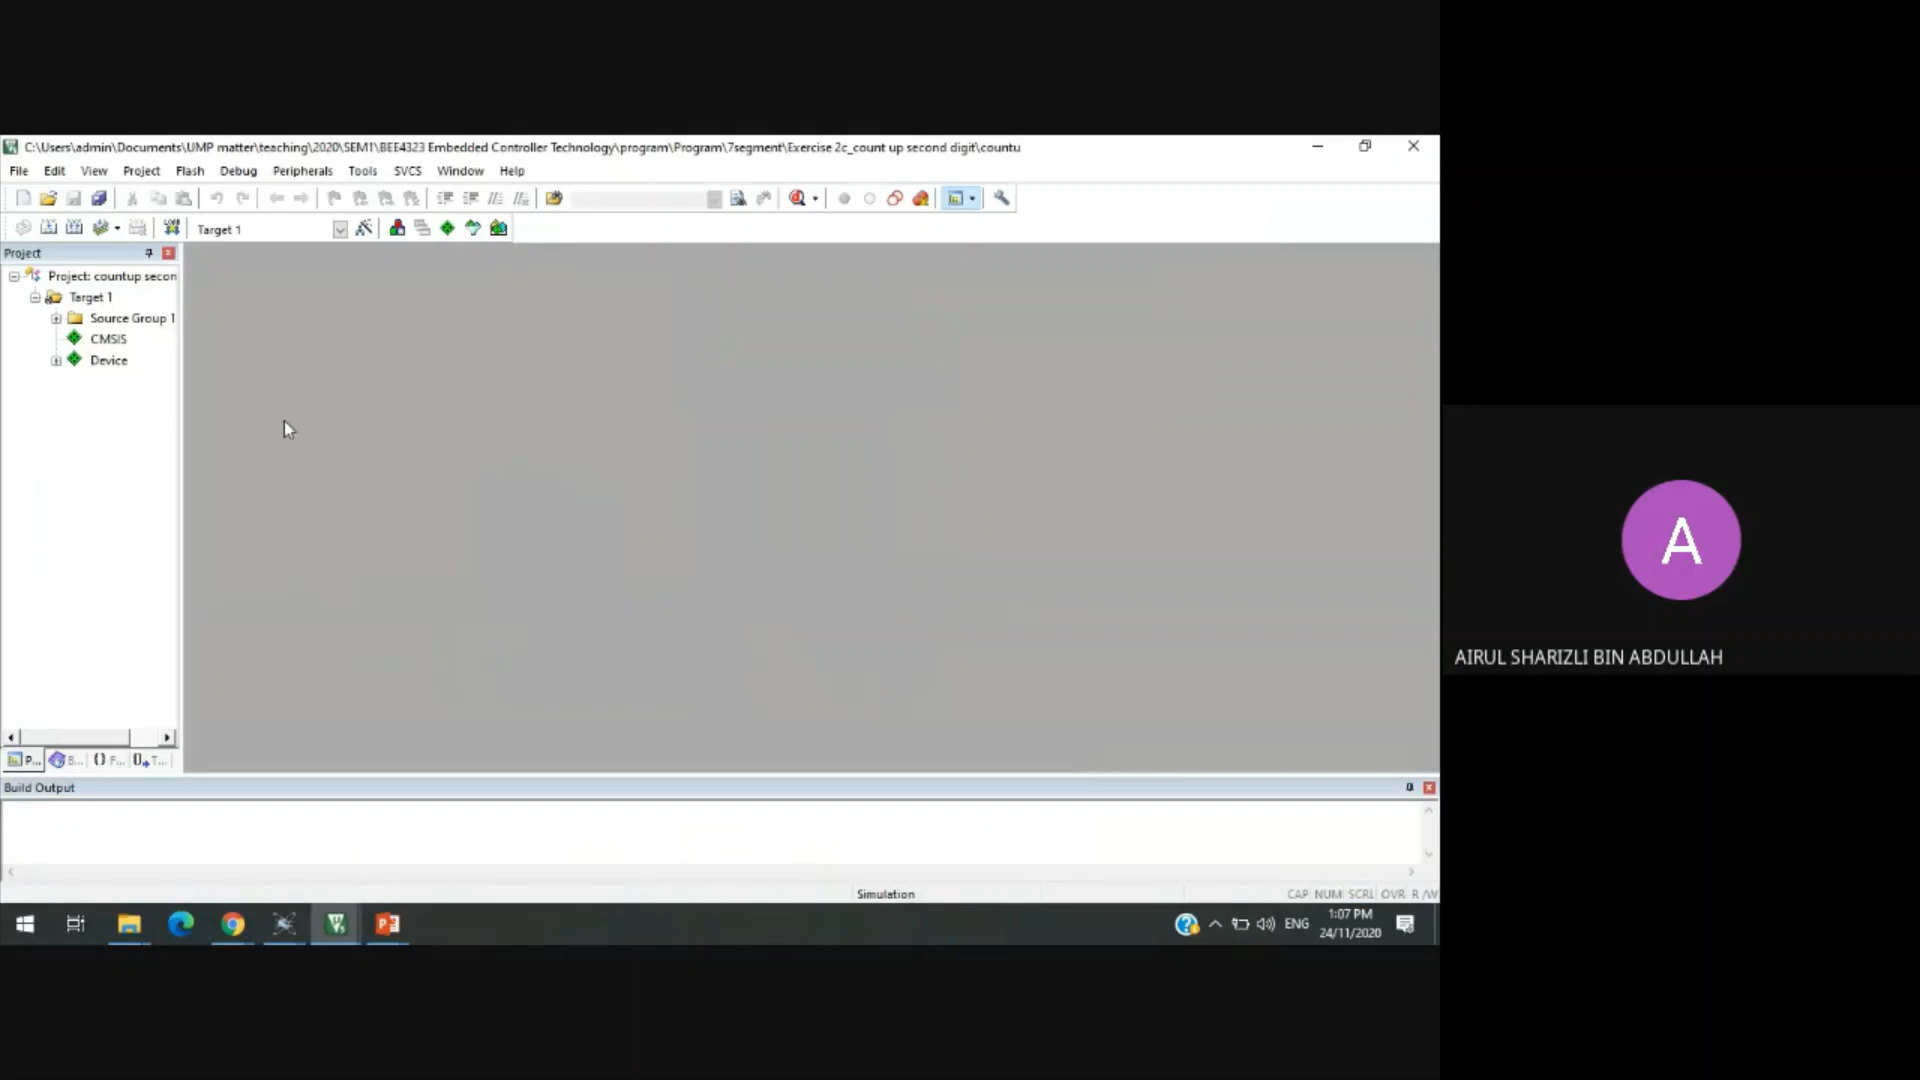 C:\Users\admin\Documents\UMP matter\teaching\2020\SEM1\BEE4323 Embedded Controller Technology\program\Program\7segment\Exercise 2c_count up second digit\countu
File Edit View Project Flash Debug Peripherals Tools SVCS Window Help
Target 1
Project
Project: countup secon
Target 1
Source Group 1
CMSIS
Device
P... B... {} F... 0 T...
Build Output
Simulation
CAP NUM SCRL OVR R/W
ENG
1:07 PM
24/11/2020
A
AIRUL SHARIZLI BIN ABDULLAH